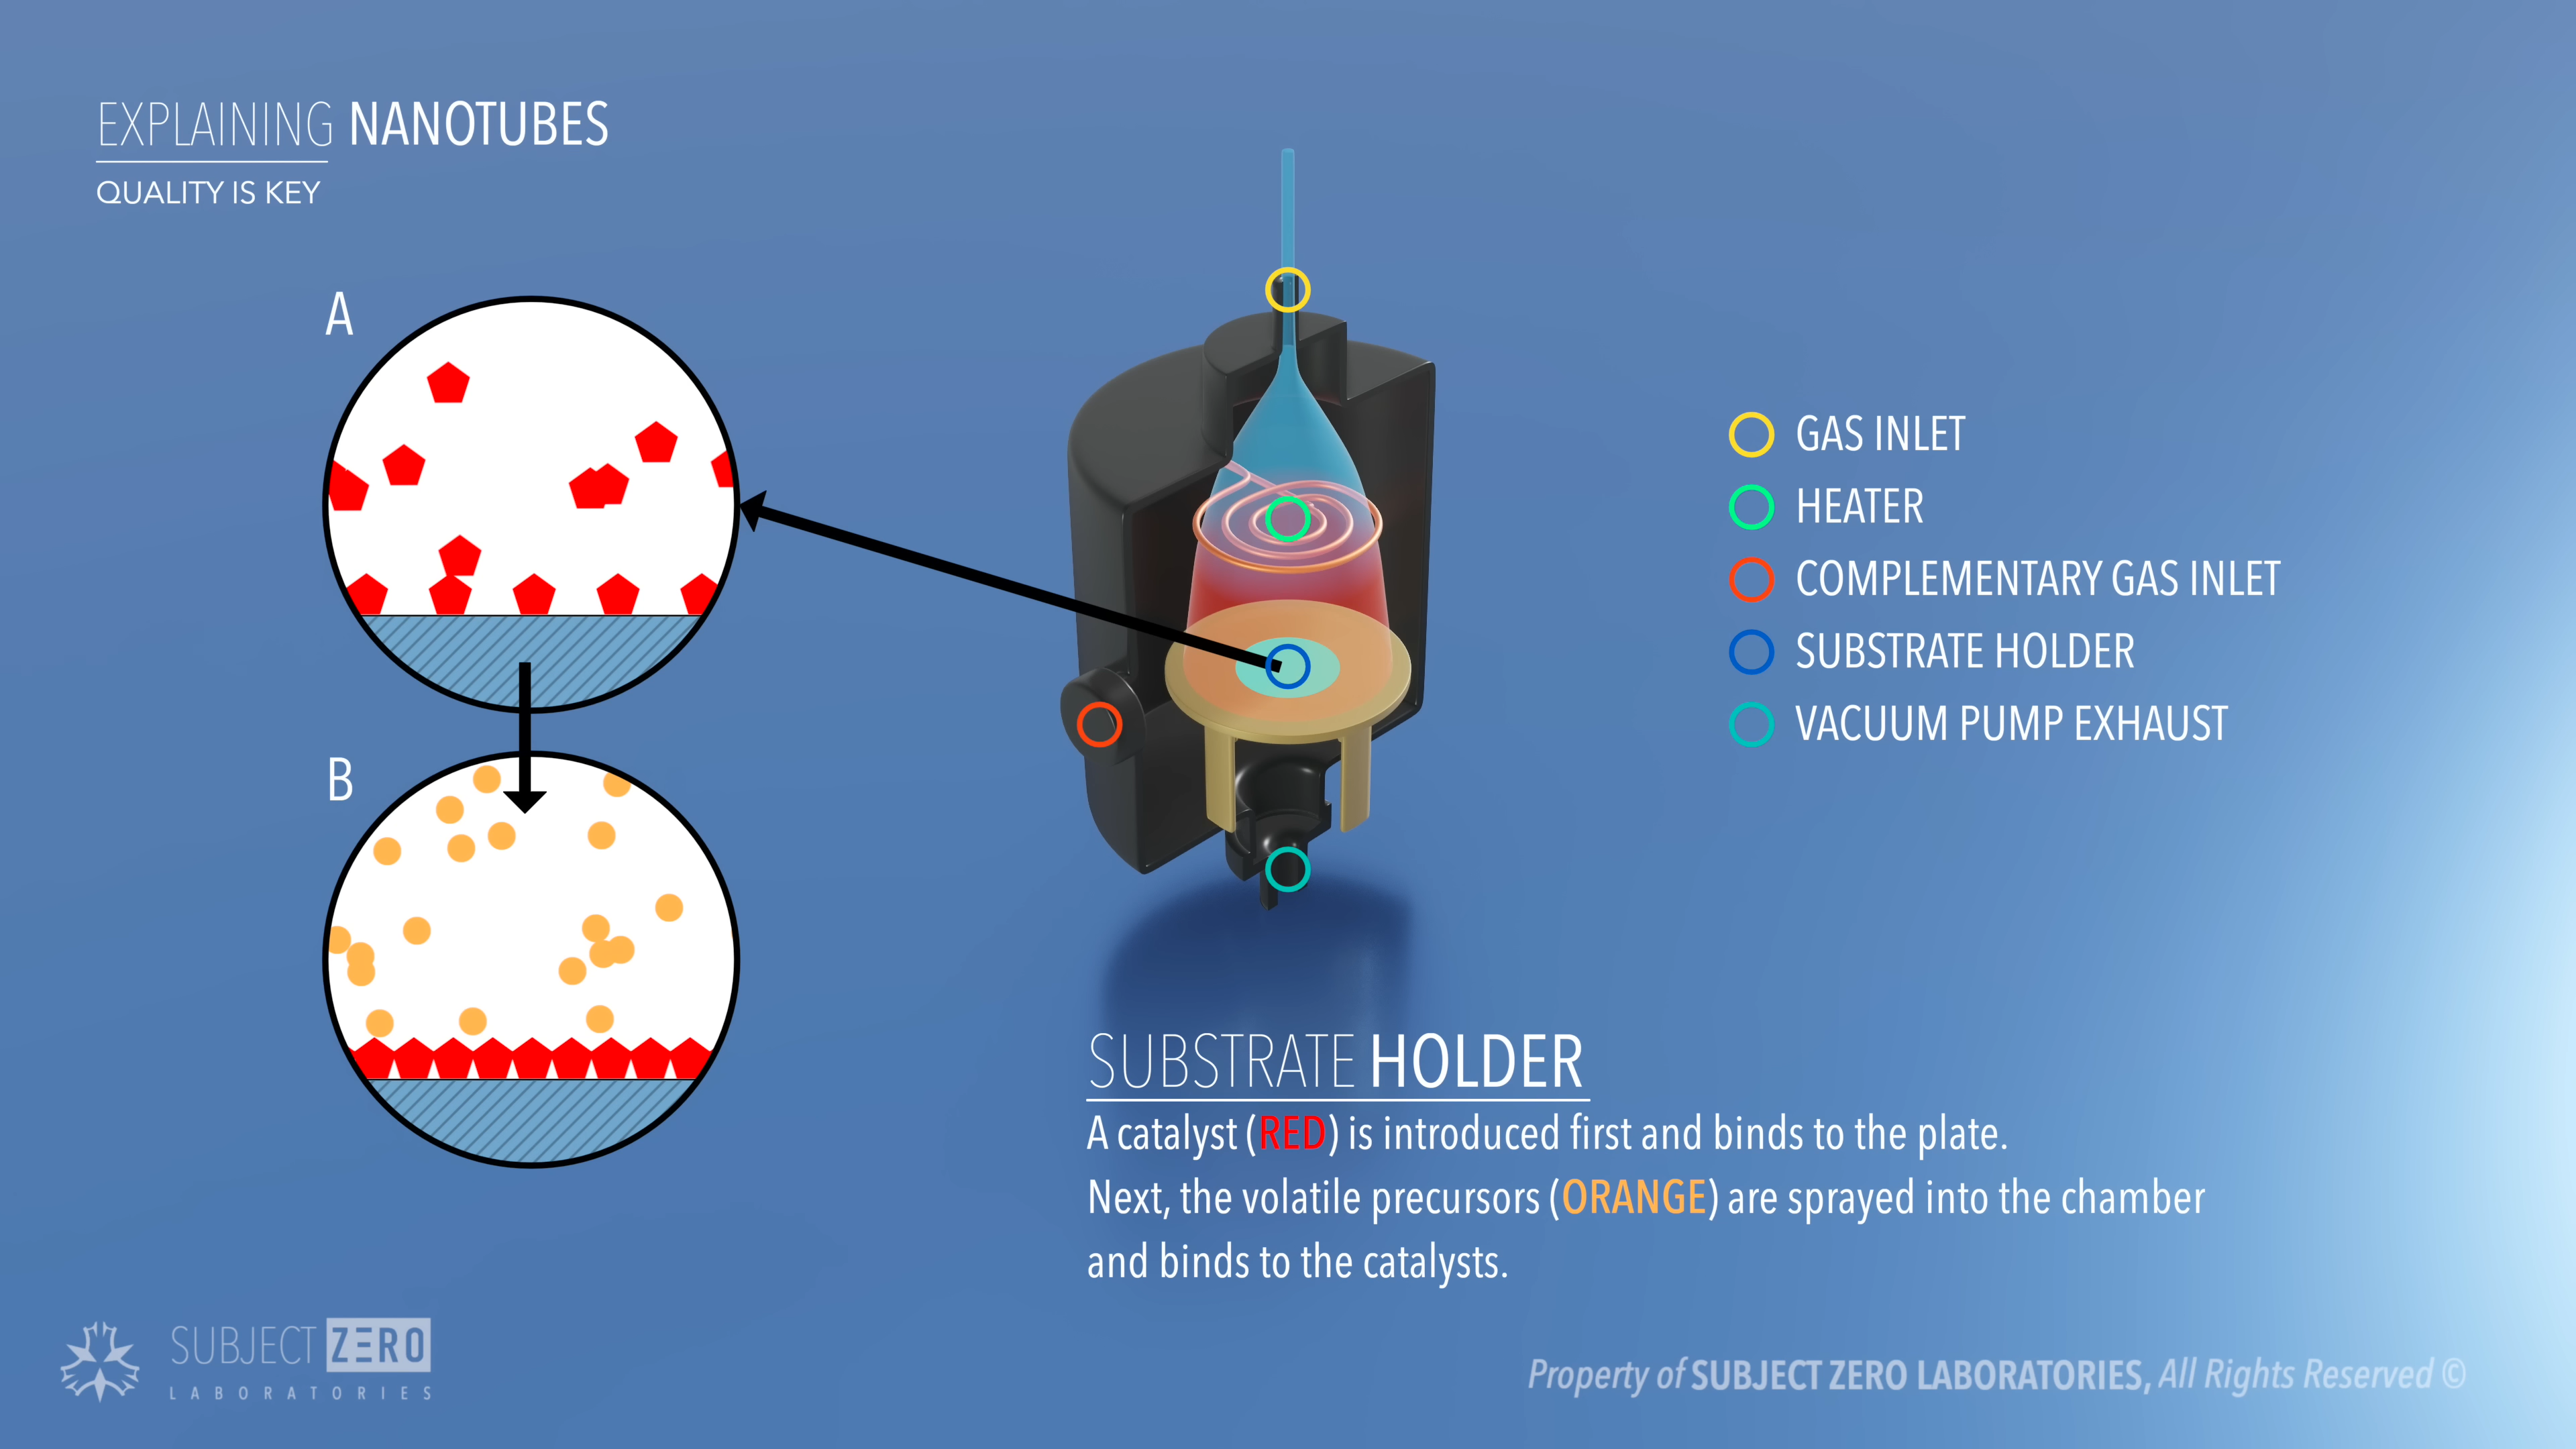 EXPLAINING NANOTUBES
QUALITY IS KEY
A
B
GAS INLET
HEATER
COMPLEMENTARY GAS INLET
SUBSTRATE HOLDER
VACUUM PUMP EXHAUST
SUBSTRATE HOLDER
A catalyst (RED) is introduced first and binds to the plate.
Next, the volatile precursors (ORANGE) are sprayed into the chamber
and binds to the catalysts.
SUBJECT ZERO
LABORATORIES
Property of SUBJECT ZERO LABORATORIES, All Rights Reserved ©